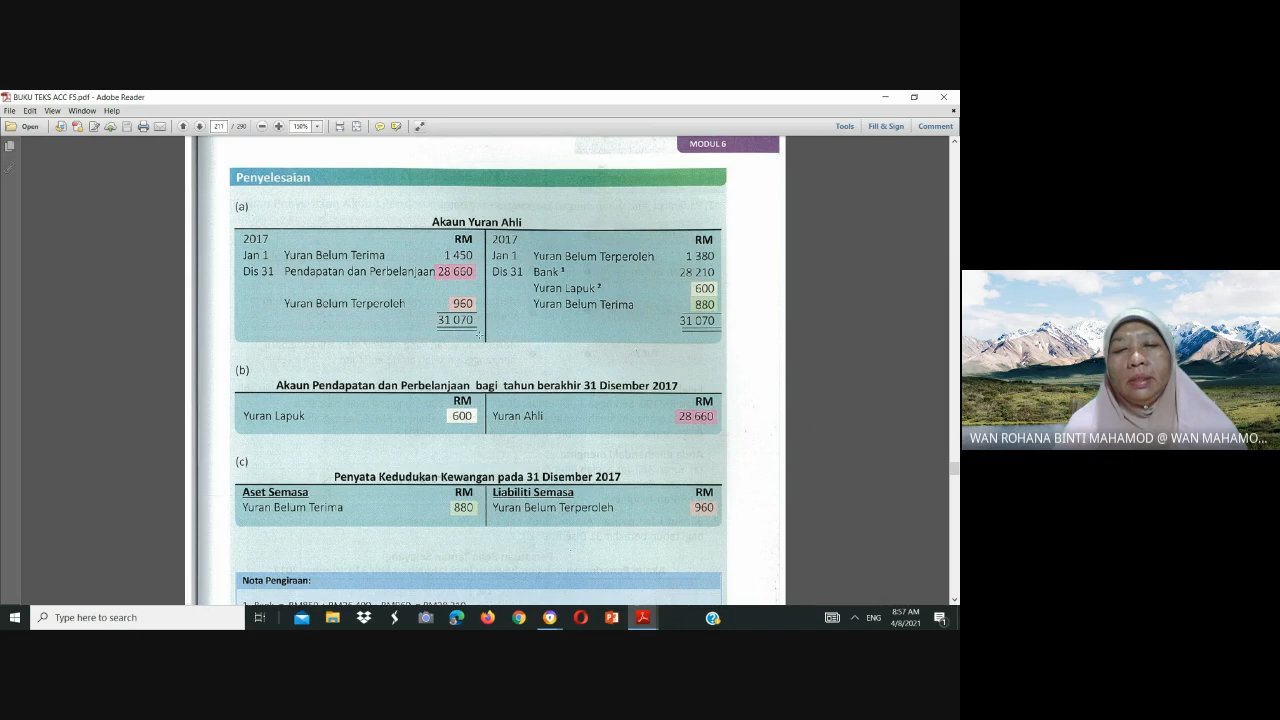 BUKU TEKS ACC F5.pdf - Adobe Reader
File Edit View Window Help
Open 211 / 290 150% Tools Fill & Sign Comment
MODUL 6
Penyelesaian
(a)
Akaun Yuran Ahli
2017 RM 2017 RM
Jan 1 Yuran Belum Terima 1 450 Jan 1 Yuran Belum Terperoleh 1 380
Dis 31 Pendapatan dan Perbelanjaan 28 660 Dis 31 Bank ¹ 28 210
Yuran Lapuk ² 600
Yuran Belum Terperoleh 960 Yuran Belum Terima 880
31 070 31 070
(b)
Akaun Pendapatan dan Perbelanjaan bagi tahun berakhir 31 Disember 2017
RM RM
Yuran Lapuk 600 Yuran Ahli 28 660
(c)
Penyata Kedudukan Kewangan pada 31 Disember 2017
Aset Semasa RM Liabiliti Semasa RM
Yuran Belum Terima 880 Yuran Belum Terperoleh 960
Nota Pengiraan:
WAN ROHANA BINTI MAHAMOD @ WAN MAHAMO...
Type here to search
ENG
8:57 AM
4/8/2021